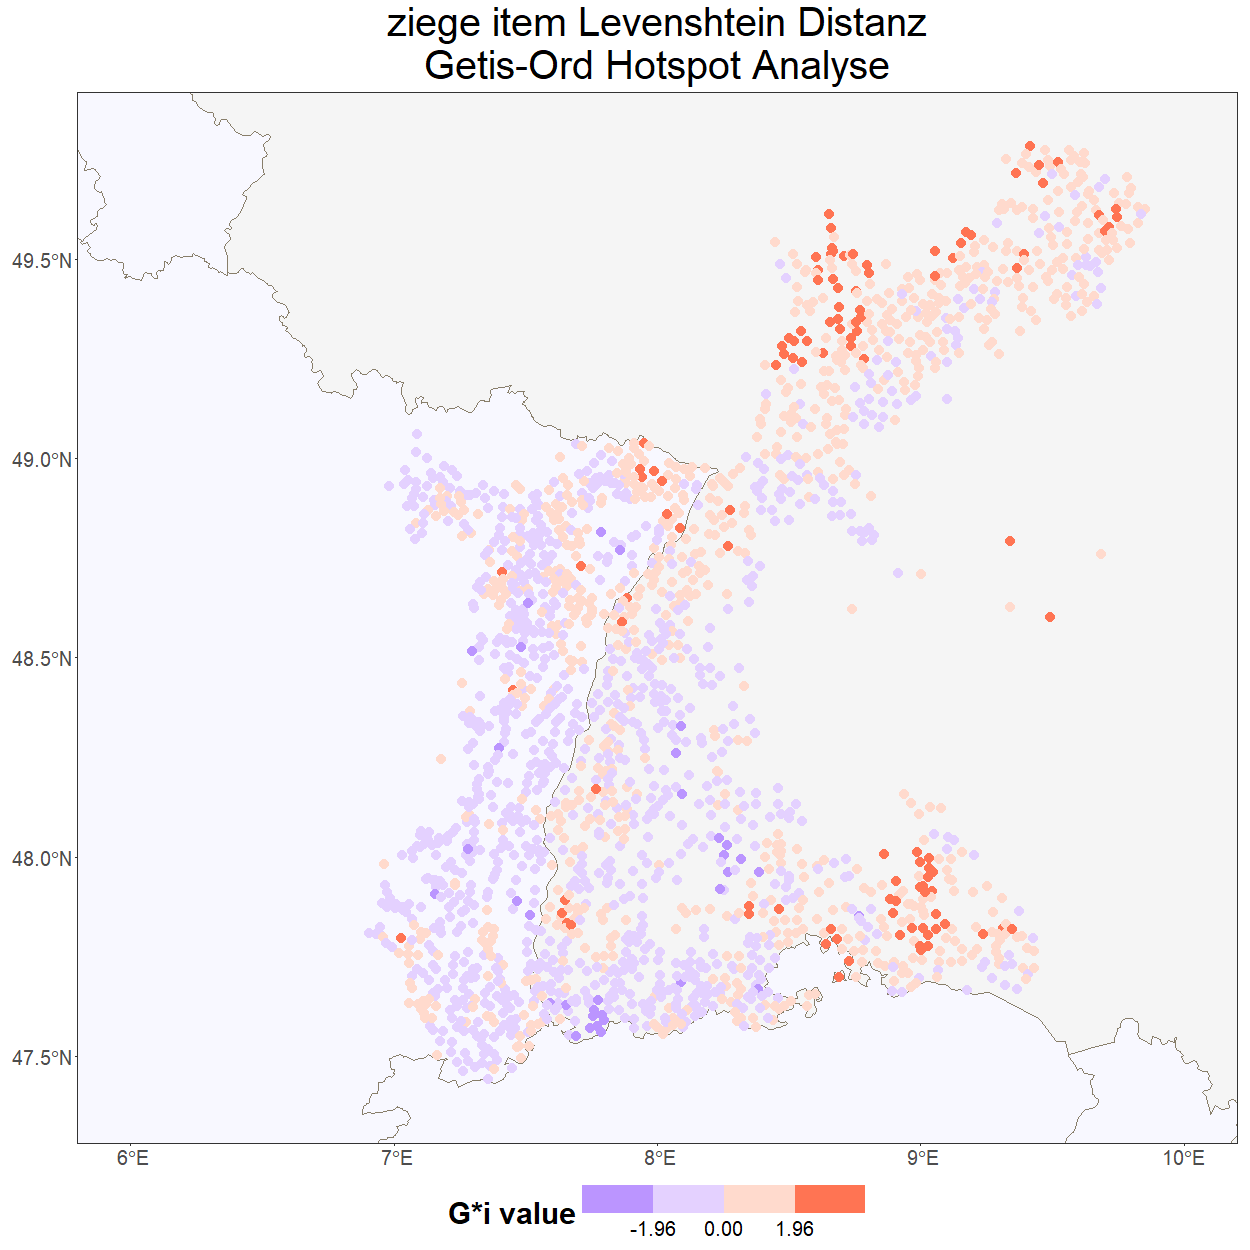 ziege item Levenshtein Distanz
Getis-Ord Hotspot Analyse
49.5°N
49.0°N
48.5°N
48.0°N
47.5°N
6°E 7°E 8°E 9°E 10°E
G*i value
-1.96 0.00 1.96